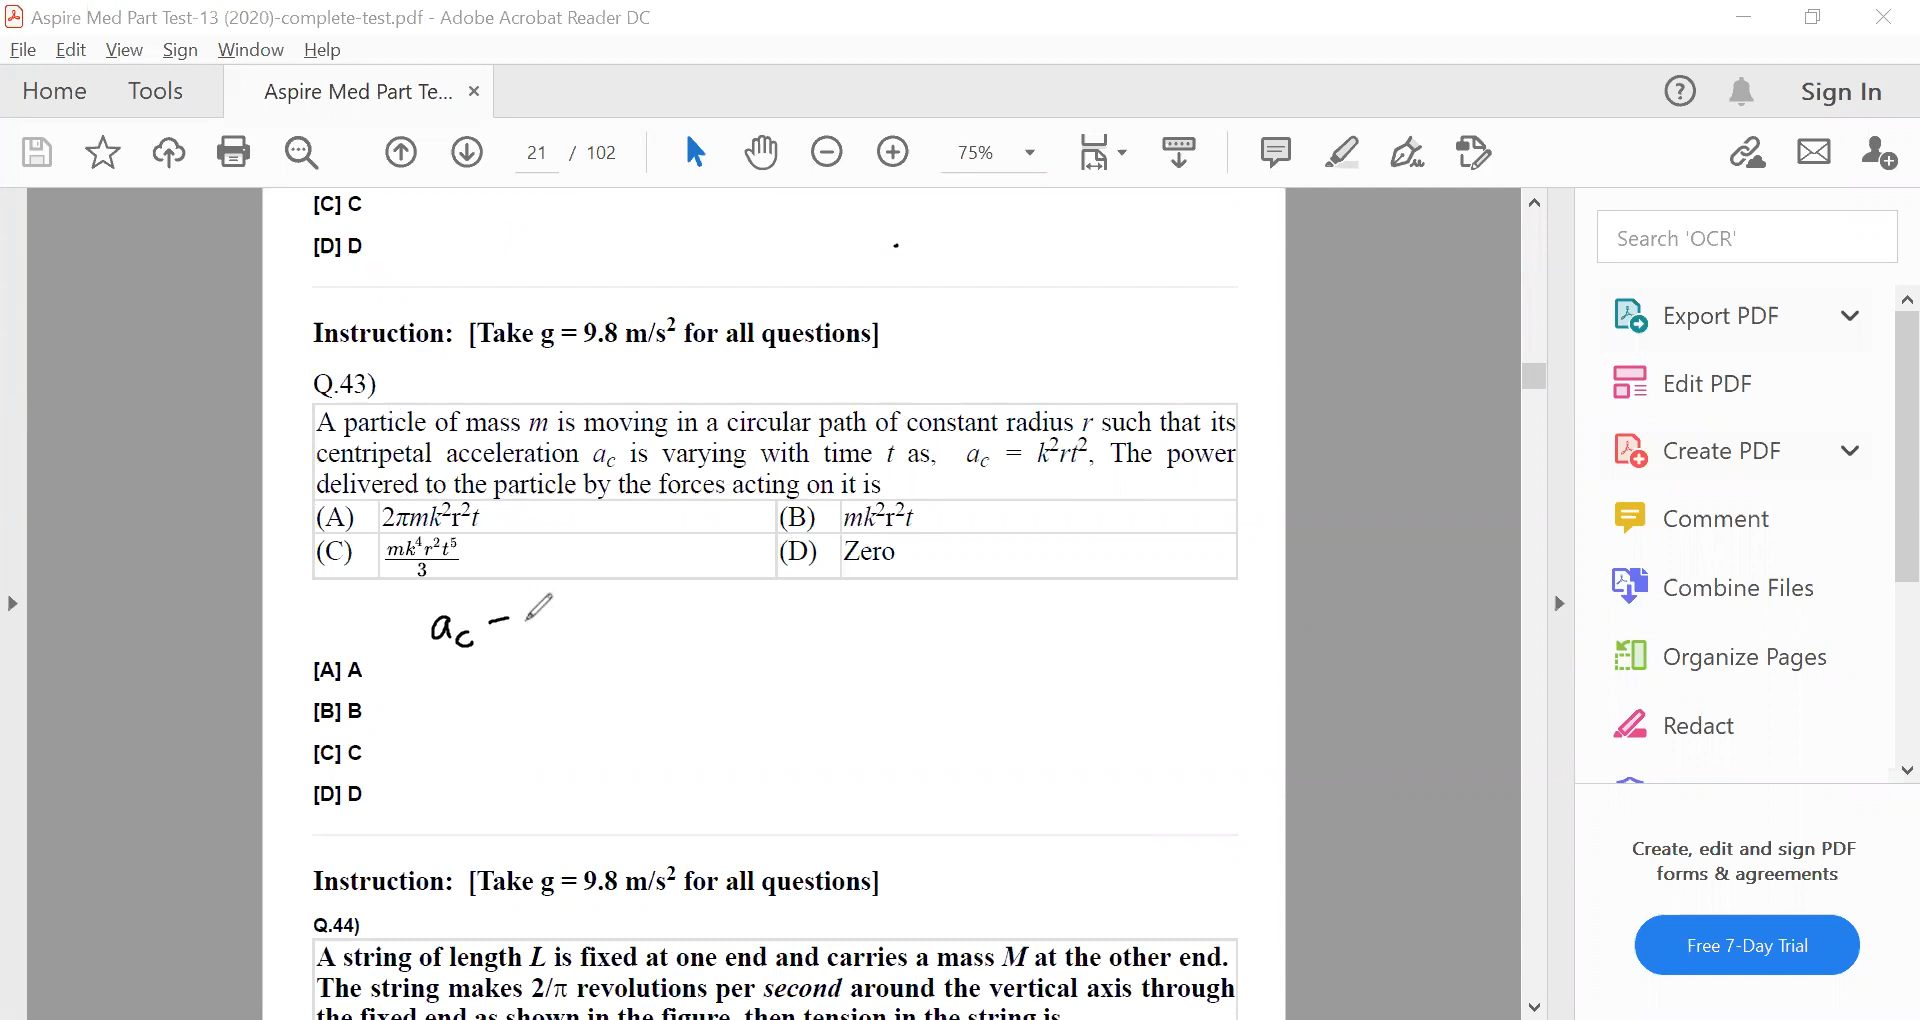 Aspire Med Part Test-13 (2020)-complete-test.pdf - Adobe Acrobat Reader DC
File Edit View Sign Window Help
Home Tools Aspire Med Part Te... × Sign In
21 / 102 75%
[C] C
[D] D
Instruction: [Take g = 9.8 m/s² for all questions]
Q.43)
A particle of mass m is moving in a circular path of constant radius r such that its
centripetal acceleration a_c is varying with time t as, a_c = k²rt², The power
delivered to the particle by the forces acting on it is
(A) 2πmk²r²t (B) mk²r²t
(C) mk⁴r²t⁵/3 (D) Zero
a_c -
[A] A
[B] B
[C] C
[D] D
Instruction: [Take g = 9.8 m/s² for all questions]
Q.44)
A string of length L is fixed at one end and carries a mass M at the other end.
The string makes 2/π revolutions per second around the vertical axis through
the fixed end as shown in the figure, then tension in the string is
Search 'OCR'
Export PDF
Edit PDF
Create PDF
Comment
Combine Files
Organize Pages
Redact
Create, edit and sign PDF
forms & agreements
Free 7-Day Trial